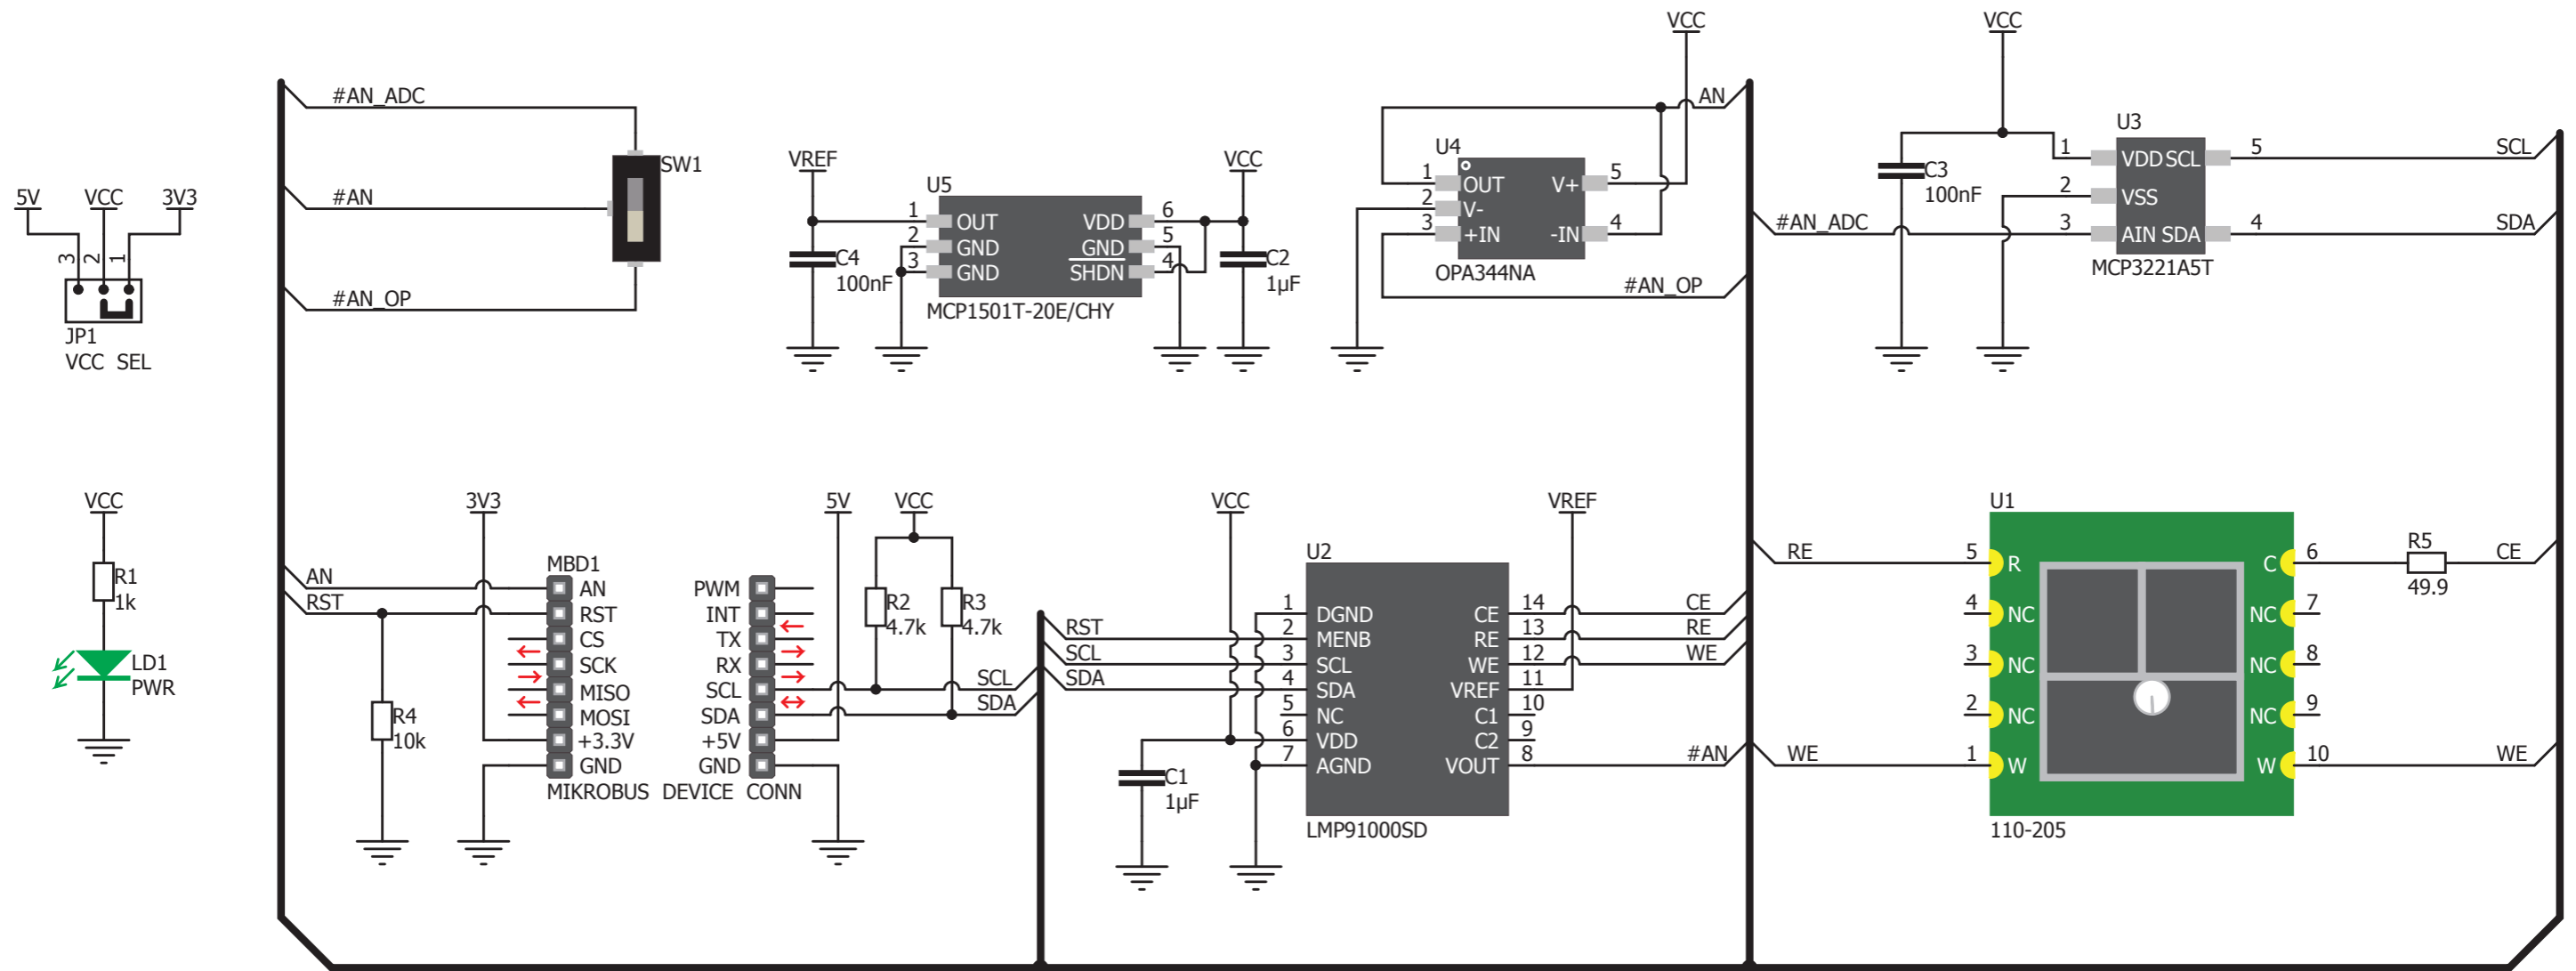 5V VCC 3V3
3 2 1
JP1
VCC SEL
#AN_ADC
#AN
#AN_OP
SW1
VREF
C4
100nF
U5
1 OUT VDD 6
2 GND GND 5
3 GND SHDN 4
MCP1501T-20E/CHY
VCC
C2
1µF
VCC
AN
U4
1 OUT V+ 5
2 V-
3 +IN -IN 4
OPA344NA
#AN_OP
VCC
C3
100nF
#AN_ADC
U3
1 VDD SCL 5 SCL
2 VSS
3 AIN SDA 4 SDA
MCP3221A5T
VCC
R1
1k
LD1
PWR
AN
RST
R4
10k
3V3
5V
VCC
MBD1
AN PWM
RST INT
CS TX
SCK RX
MISO SCL
MOSI SDA
+3.3V +5V
GND GND
MIKROBUS DEVICE CONN
R2
4.7k
R3
4.7k
SCL
SDA
RST
SCL
SDA
VCC
C1
1µF
VREF
U2
1 DGND CE 14 CE
2 MENB RE 13 RE
3 SCL WE 12 WE
4 SDA VREF 11
5 NC C1 10
6 VDD C2 9
7 AGND VOUT 8 #AN
LMP91000SD
U1
RE 5 R C 6 CE
R5
49.9
4 NC NC 7
3 NC NC 8
2 NC NC 9
WE 1 W W 10 WE
110-205